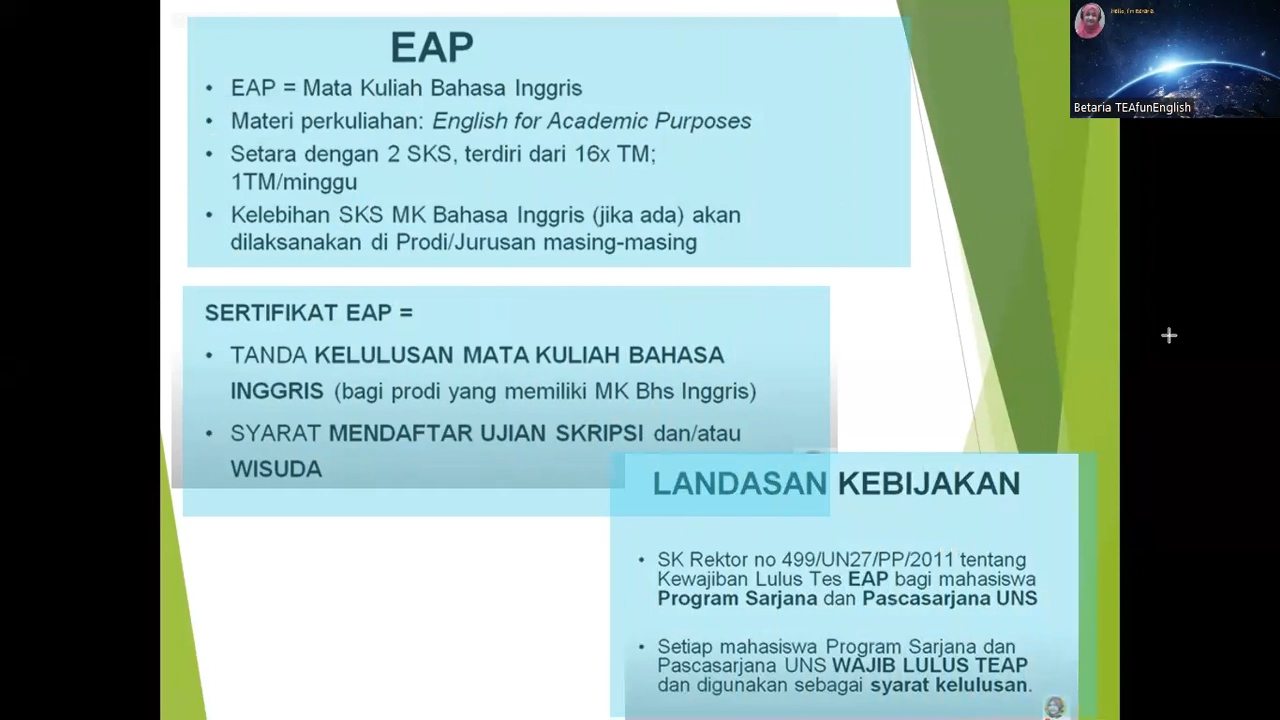 EAP
• EAP = Mata Kuliah Bahasa Inggris
• Materi perkuliahan: English for Academic Purposes
• Setara dengan 2 SKS, terdiri dari 16x TM;
1TM/minggu
• Kelebihan SKS MK Bahasa Inggris (jika ada) akan
dilaksanakan di Prodi/Jurusan masing-masing
SERTIFIKAT EAP =
• TANDA KELULUSAN MATA KULIAH BAHASA
INGGRIS (bagi prodi yang memiliki MK Bhs Inggris)
• SYARAT MENDAFTAR UJIAN SKRIPSI dan/atau
WISUDA
LANDASAN KEBIJAKAN
• SK Rektor no 499/UN27/PP/2011 tentang
Kewajiban Lulus Tes EAP bagi mahasiswa
Program Sarjana dan Pascasarjana UNS
• Setiap mahasiswa Program Sarjana dan
Pascasarjana UNS WAJIB LULUS TEAP
dan digunakan sebagai syarat kelulusan.
Betaria TEAfunEnglish